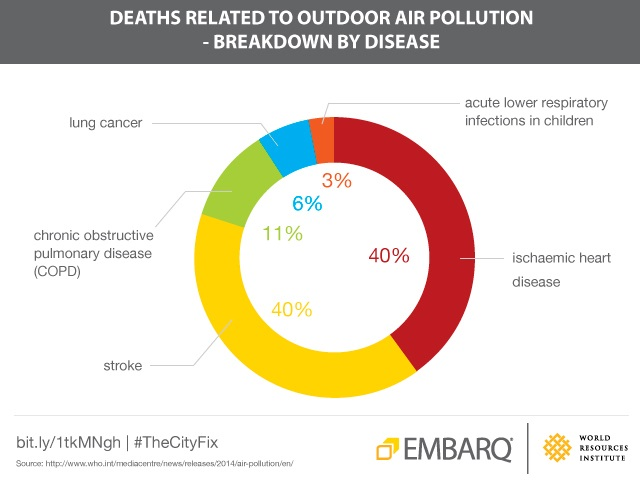 DEATHS RELATED TO OUTDOOR AIR POLLUTION
- BREAKDOWN BY DISEASE
acute lower respiratory
infections in children
lung cancer
3%
6%
11%
chronic obstructive
pulmonary disease
(COPD)
40%
ischaemic heart
disease
40%
stroke
bit.ly/1tkMNgh | #TheCityFix
Source: http://www.who.int/mediacentre/news/releases/2014/air-pollution/en/
EMBARQ®
WORLD
RESOURCES
INSTITUTE